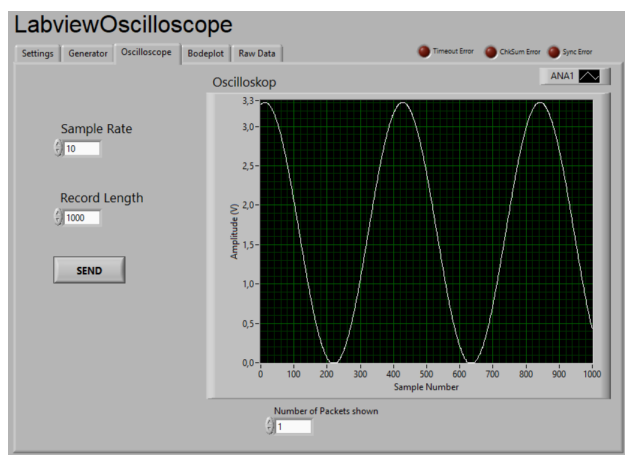 LabviewOscilloscope
Settings Generator Oscilloscope Bodeplot Raw Data
Timeout Error ChkSum Error Sync Error
Oscilloskop
ANA1
Sample Rate
10
Record Length
1000
SEND
Amplitude (V)
3,3
3,0
2,5
2,0
1,5
1,0
0,5
0,0
0 100 200 300 400 500 600 700 800 900 1000
Sample Number
Number of Packets shown
1